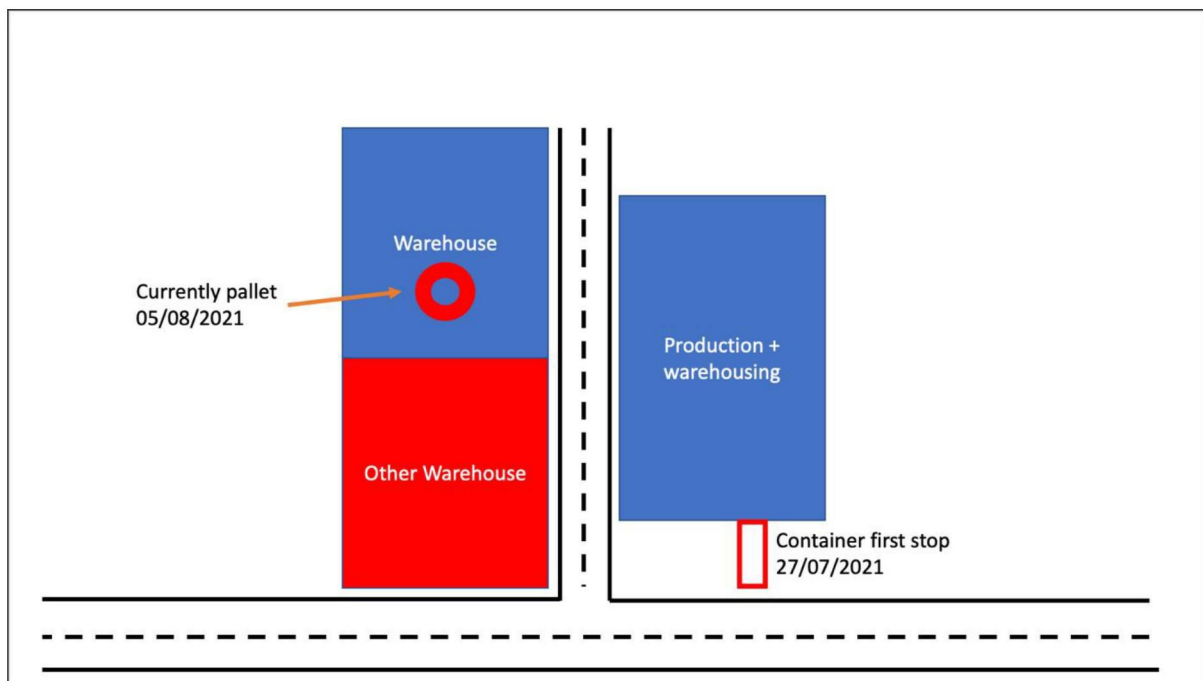 Warehouse
Currently pallet
05/08/2021
Production +
warehousing
Other Warehouse
Container first stop
27/07/2021